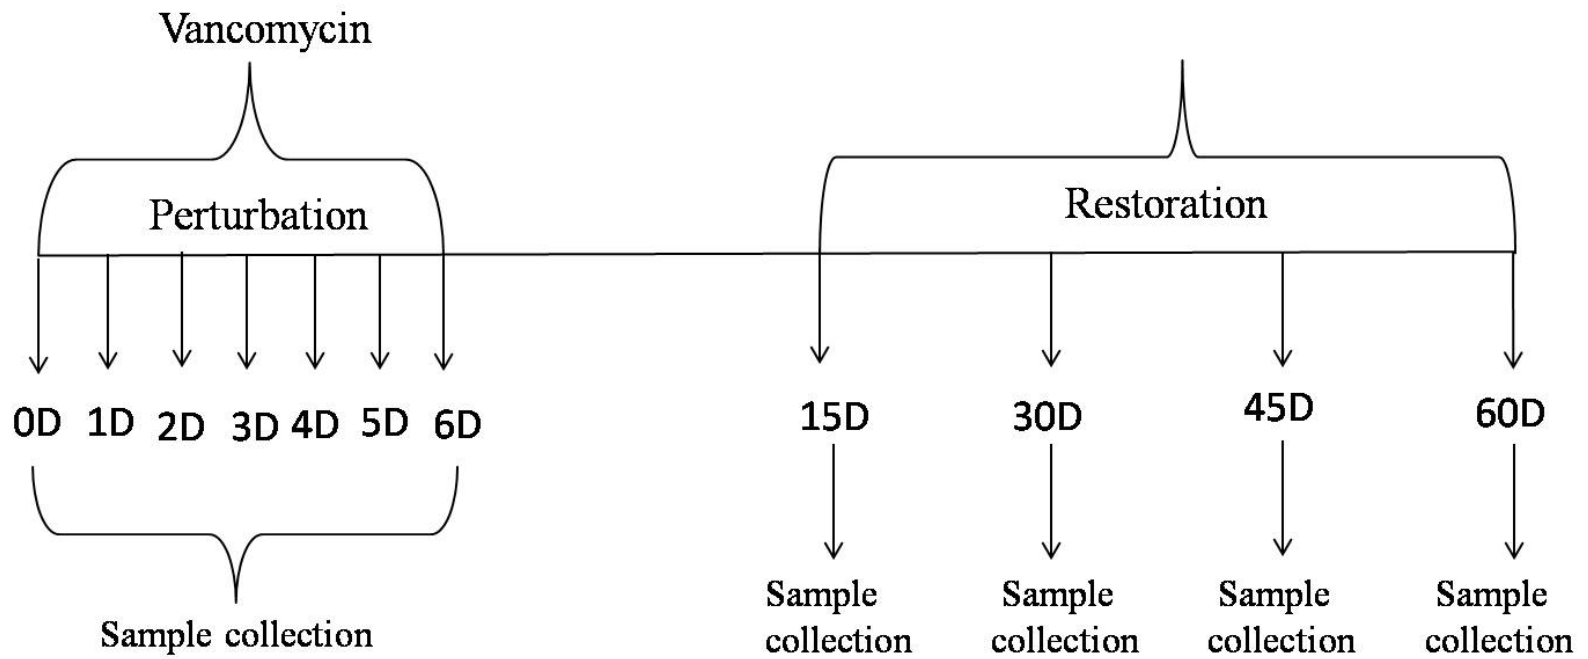 Vancomycin
Perturbation
Restoration
0D 1D 2D 3D 4D 5D 6D 15D 30D 45D 60D
Sample collection
Sample
collection
Sample
collection
Sample
collection
Sample
collection